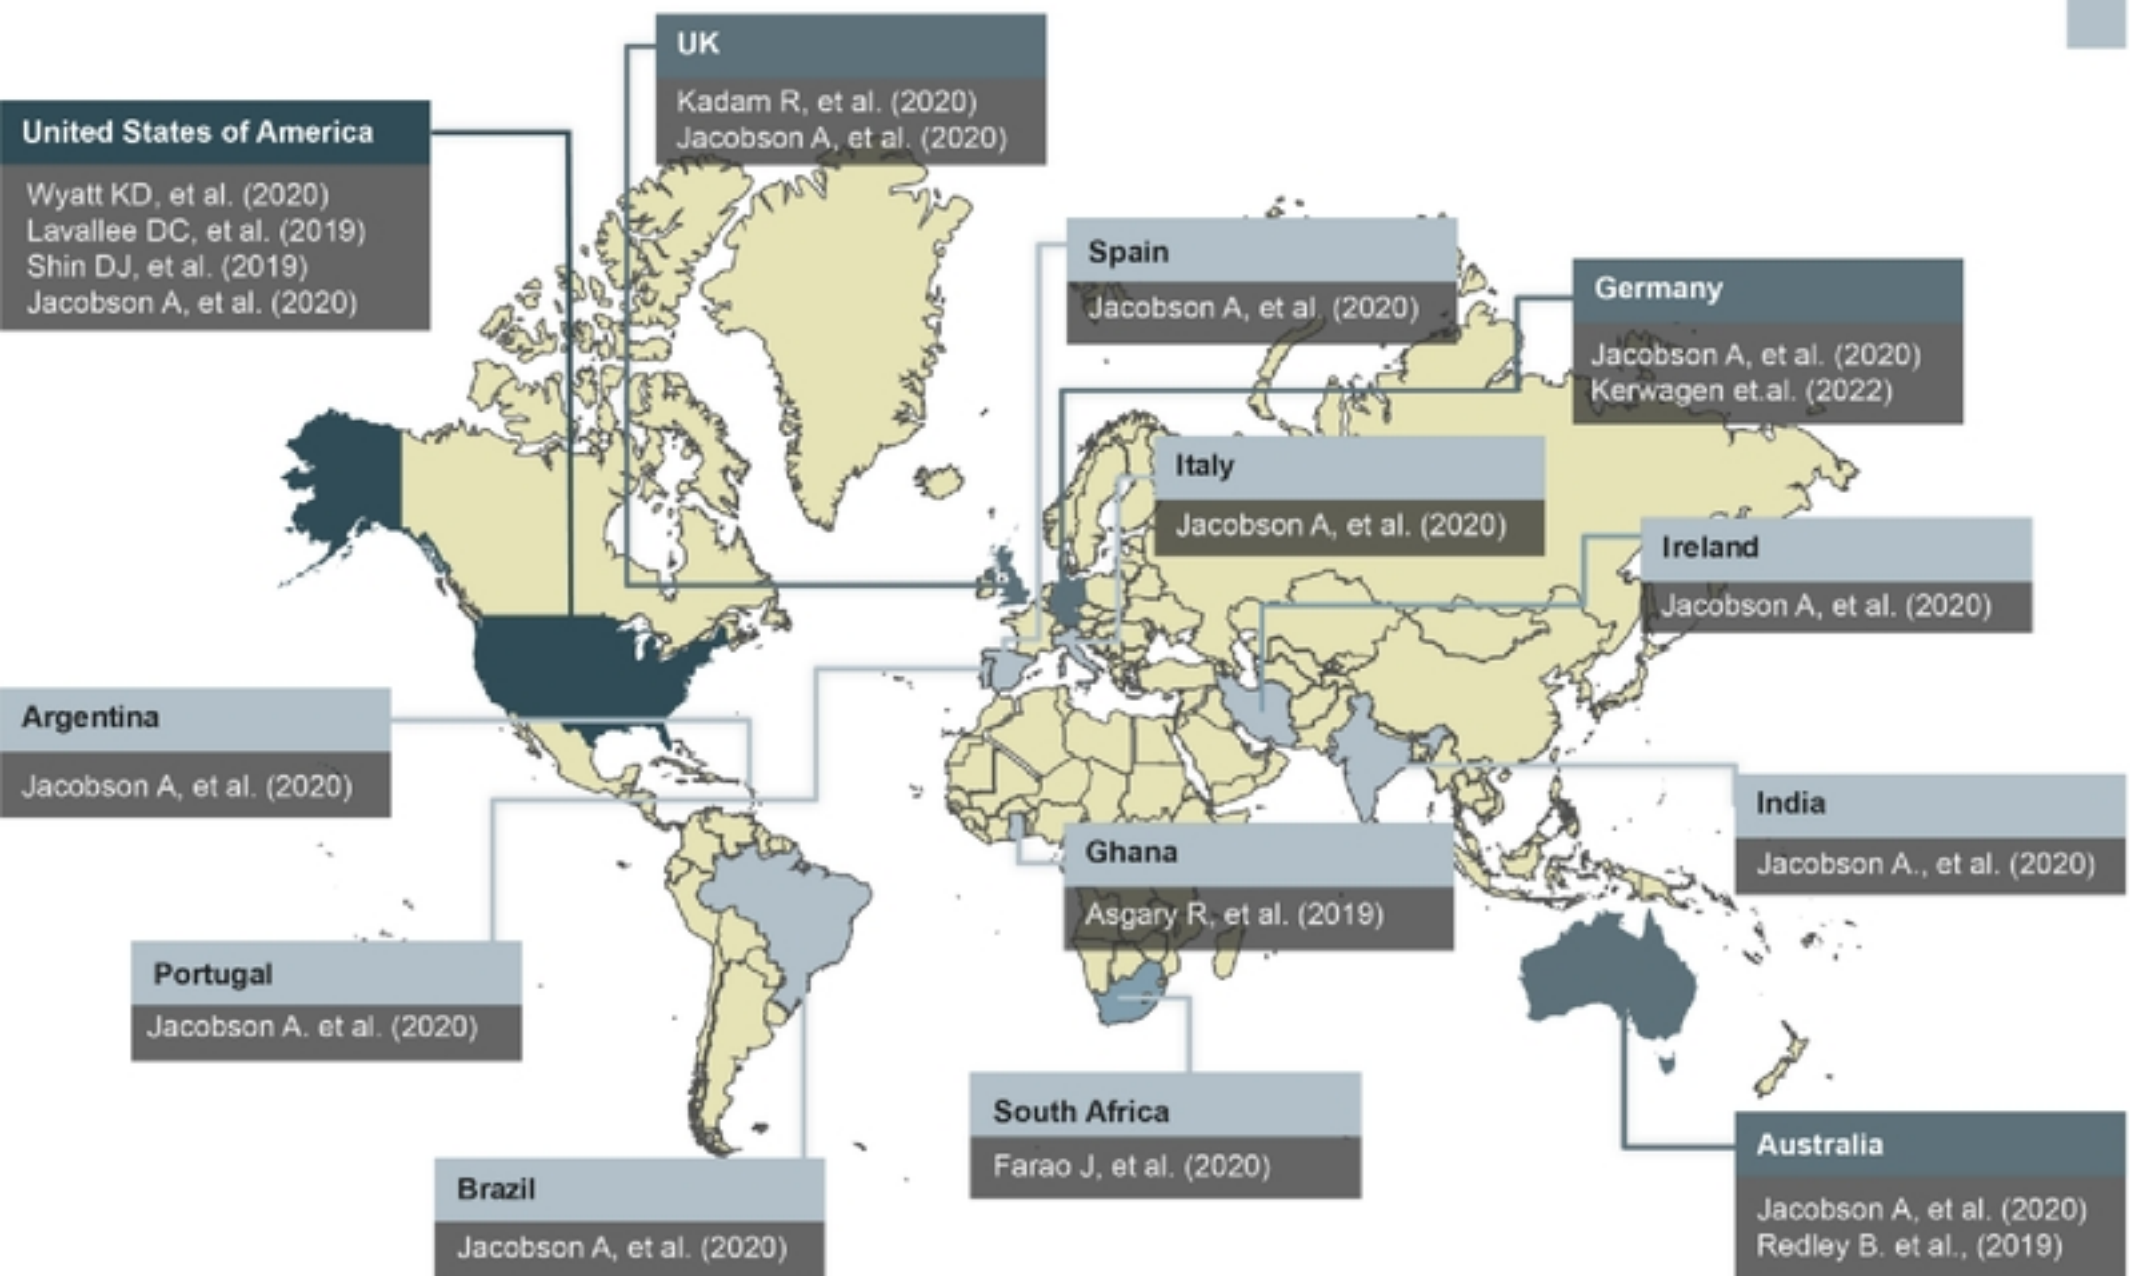 UK
Kadam R, et al. (2020)
Jacobson A, et al. (2020)
United States of America
Wyatt KD, et al. (2020)
Lavallee DC, et al. (2019)
Shin DJ, et al. (2019)
Jacobson A, et al. (2020)
Spain
Jacobson A, et al. (2020)
Germany
Jacobson A, et al. (2020)
Kerwagen et.al. (2022)
Italy
Jacobson A, et al. (2020)
Ireland
Jacobson A, et al. (2020)
Argentina
Jacobson A, et al. (2020)
India
Jacobson A., et al. (2020)
Ghana
Asgary R, et al. (2019)
Portugal
Jacobson A. et al. (2020)
South Africa
Farao J, et al. (2020)
Australia
Jacobson A, et al. (2020)
Redley B. et al., (2019)
Brazil
Jacobson A, et al. (2020)